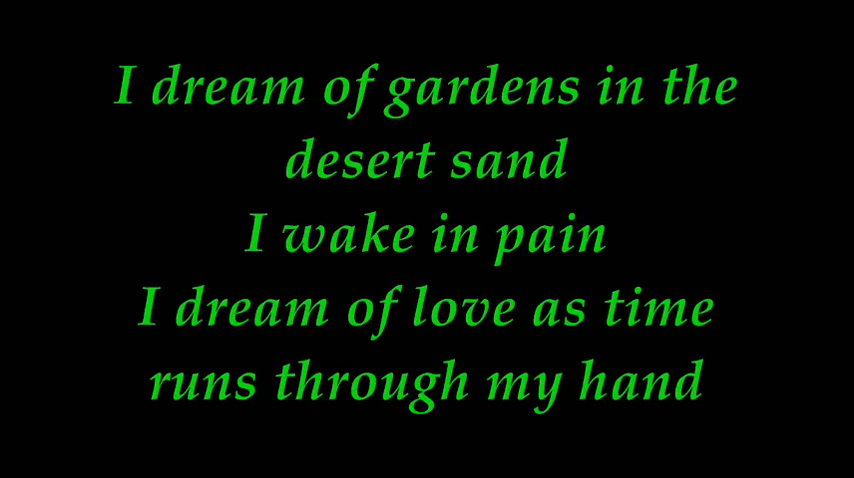 I dream of gardens in the
desert sand
I wake in pain
I dream of love as time
runs through my hand